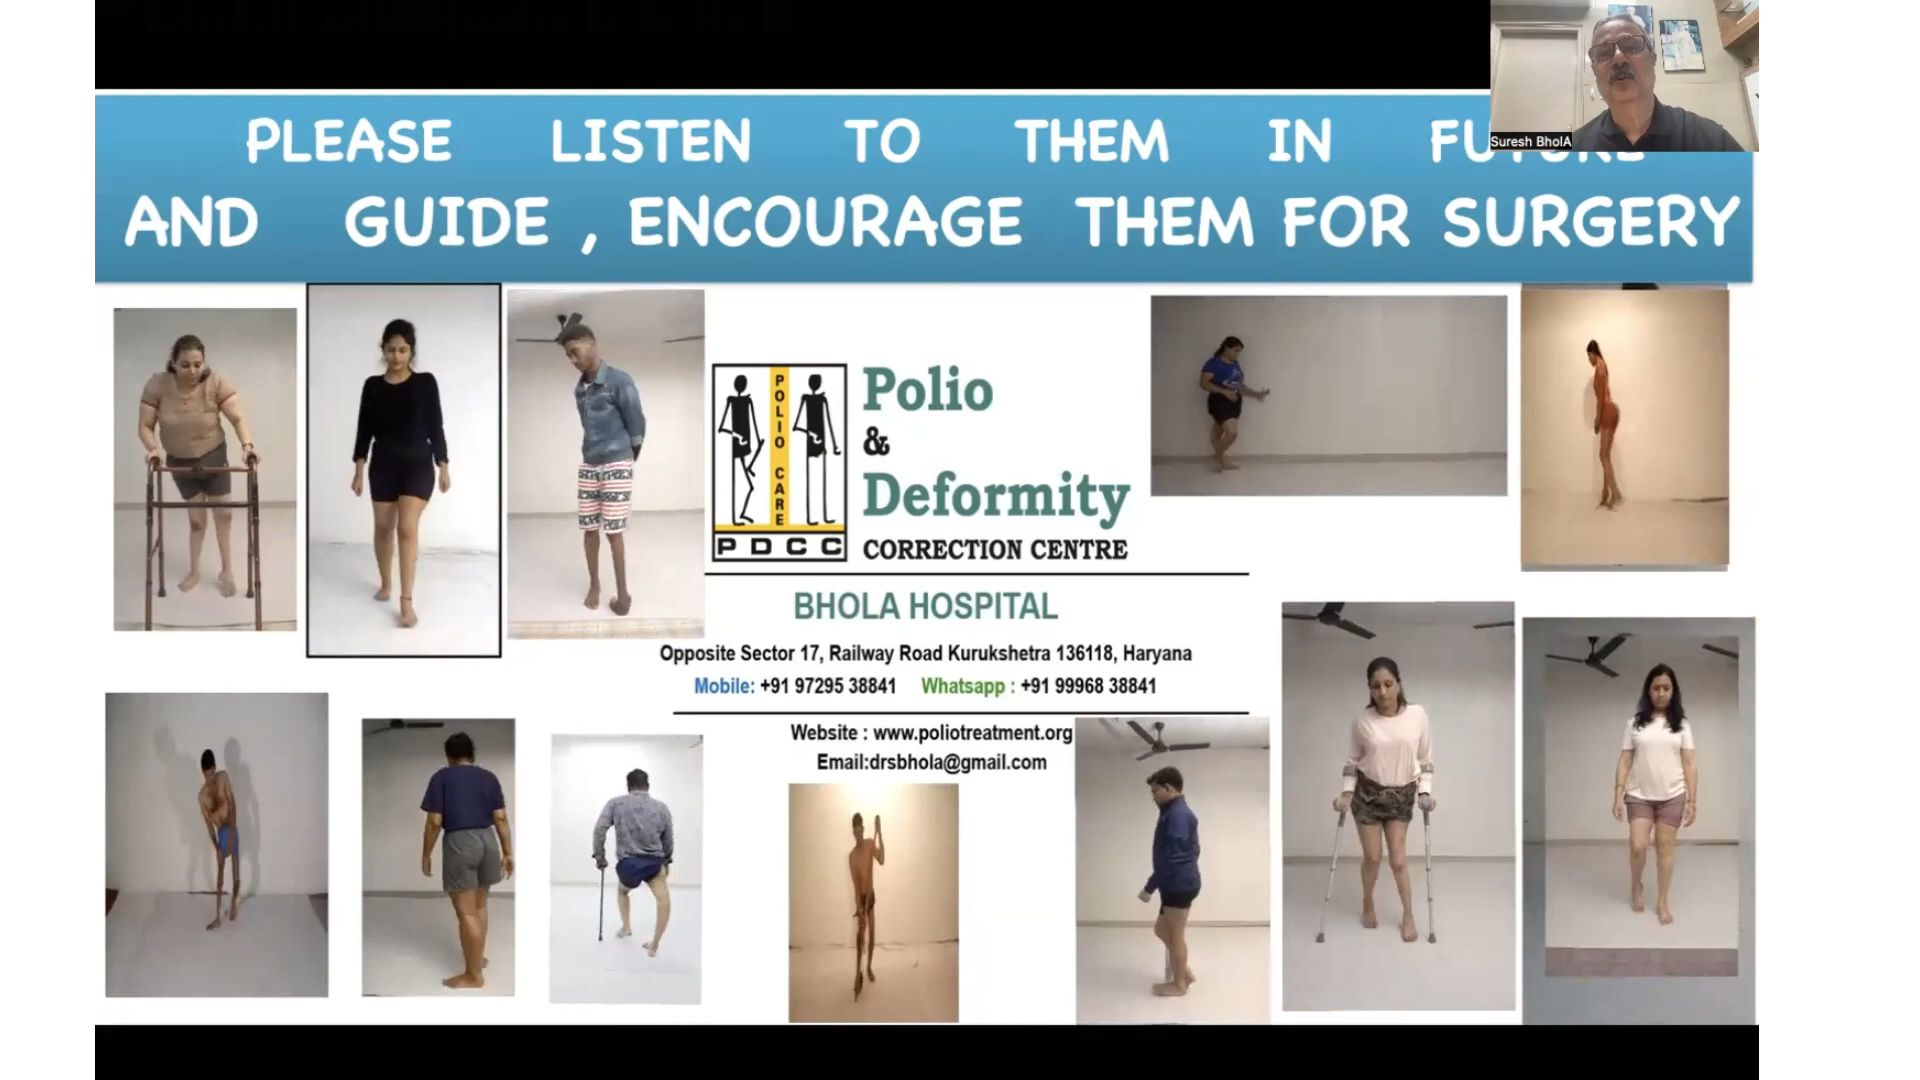 PLEASE LISTEN TO THEM IN FUTURE
Suresh BholA
AND GUIDE , ENCOURAGE THEM FOR SURGERY
POLIO CARE
PDCC
Polio
&
Deformity
CORRECTION CENTRE
BHOLA HOSPITAL
Opposite Sector 17, Railway Road Kurukshetra 136118, Haryana
Mobile: +91 97295 38841 Whatsapp : +91 99968 38841
Website : www.poliotreatment.org
Email:drsbhola@gmail.com